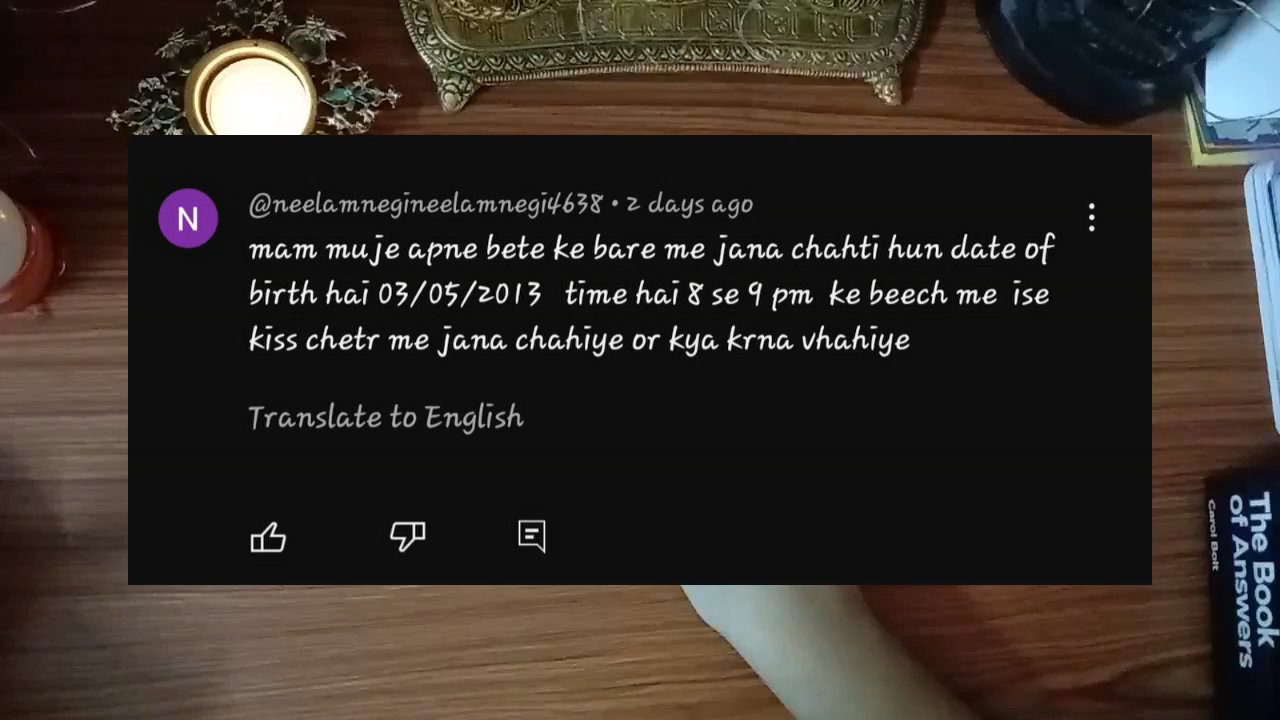 N
@neelamnegineelamnegi4638 • 2 days ago
mam muje apne bete ke bare me jana chahti hun date of
birth hai 03/05/2013 time hai 8 se 9 pm ke beech me ise
kiss chetr me jana chahiye or kya krna vhahiye
Translate to English
The Book
of Answers
Carol Bolt